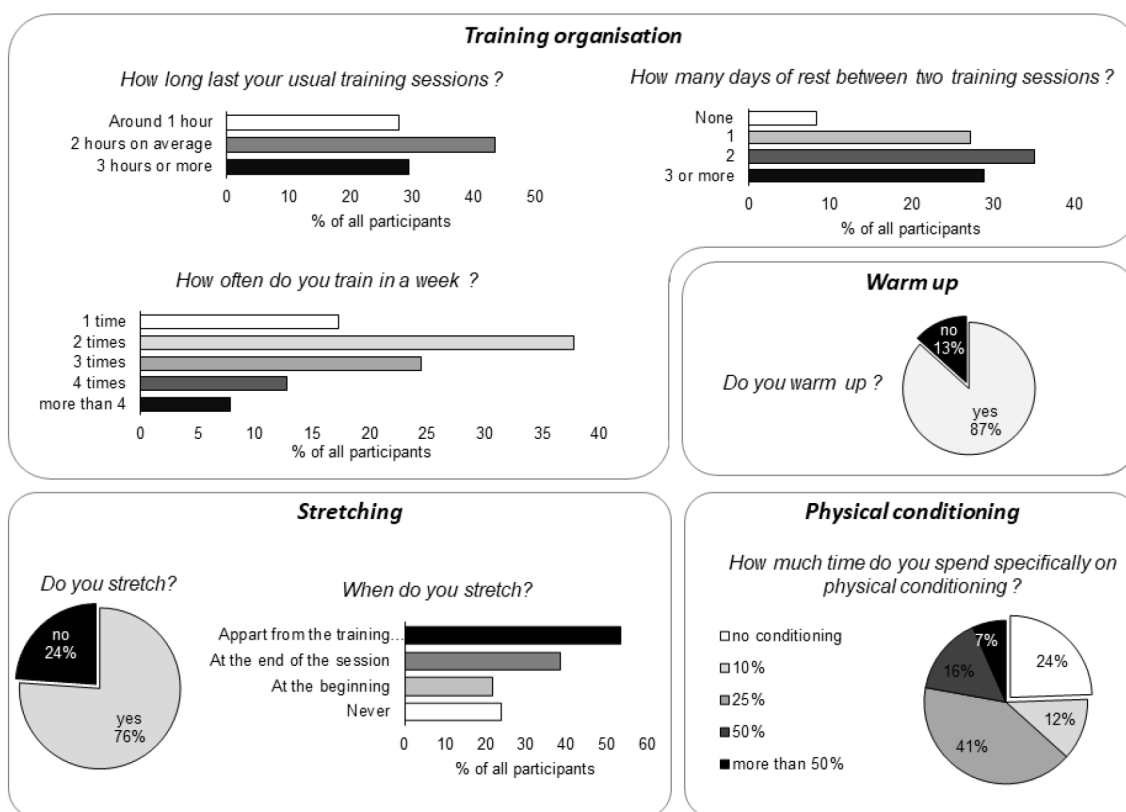 Training organisation
How long last your usual training sessions ?
Around 1 hour
2 hours on average
3 hours or more
0 10 20 30 40 50
% of all participants
How many days of rest between two training sessions ?
None
1
2
3 or more
0 10 20 30 40
% of all participants
How often do you train in a week ?
1 time
2 times
3 times
4 times
more than 4
0 5 10 15 20 25 30 35 40
% of all participants
Warm up
Do you warm up ?
no
13%
yes
87%
Stretching
Do you stretch?
no
24%
yes
76%
When do you stretch?
Appart from the training...
At the end of the session
At the beginning
Never
0 10 20 30 40 50 60
% of all participants
Physical conditioning
How much time do you spend specifically on
physical conditioning ?
no conditioning
10%
25%
50%
more than 50%
7%
24%
16%
12%
41%